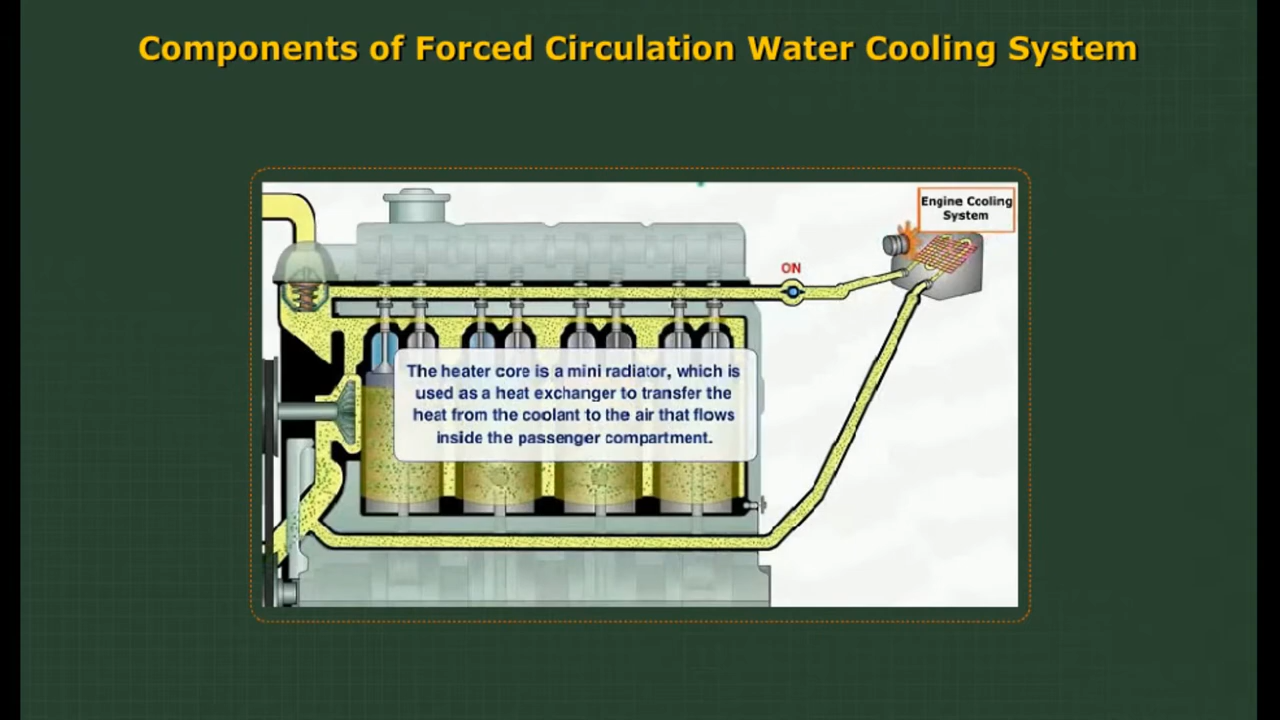 Components of Forced Circulation Water Cooling System
Engine Cooling
System
ON
The heater core is a mini radiator, which is
used as a heat exchanger to transfer the
heat from the coolant to the air that flows
inside the passenger compartment.